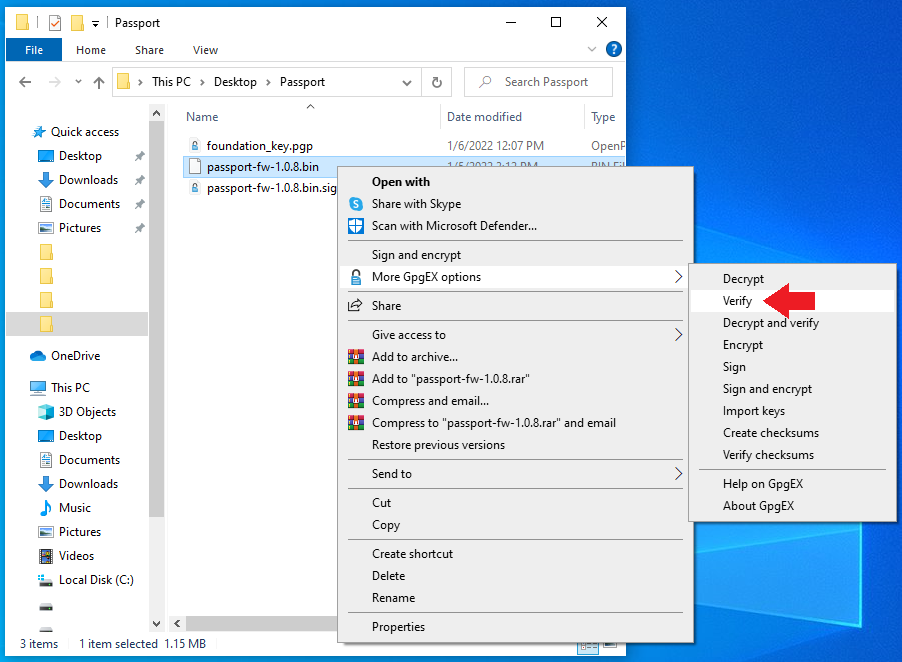 Passport
File Home Share View
This PC Desktop Passport
Search Passport
Name Date modified Type
foundation_key.pgp 1/6/2022 12:07 PM OpenP
passport-fw-1.0.8.bin 1/5/2022 2:12 PM BIN File
passport-fw-1.0.8.bin.sig
Quick access
Desktop
Downloads
Documents
Pictures
OneDrive
This PC
3D Objects
Desktop
Documents
Downloads
Music
Pictures
Videos
Local Disk (C:)
3 items 1 item selected 1.15 MB
Open with
Share with Skype
Scan with Microsoft Defender...
Sign and encrypt
More GpgEX options
Share
Give access to
Add to archive...
Add to "passport-fw-1.0.8.rar"
Compress and email...
Compress to "passport-fw-1.0.8.rar" and email
Restore previous versions
Send to
Cut
Copy
Create shortcut
Delete
Rename
Properties
Decrypt
Verify
Decrypt and verify
Encrypt
Sign
Sign and encrypt
Import keys
Create checksums
Verify checksums
Help on GpgEX
About GpgEX